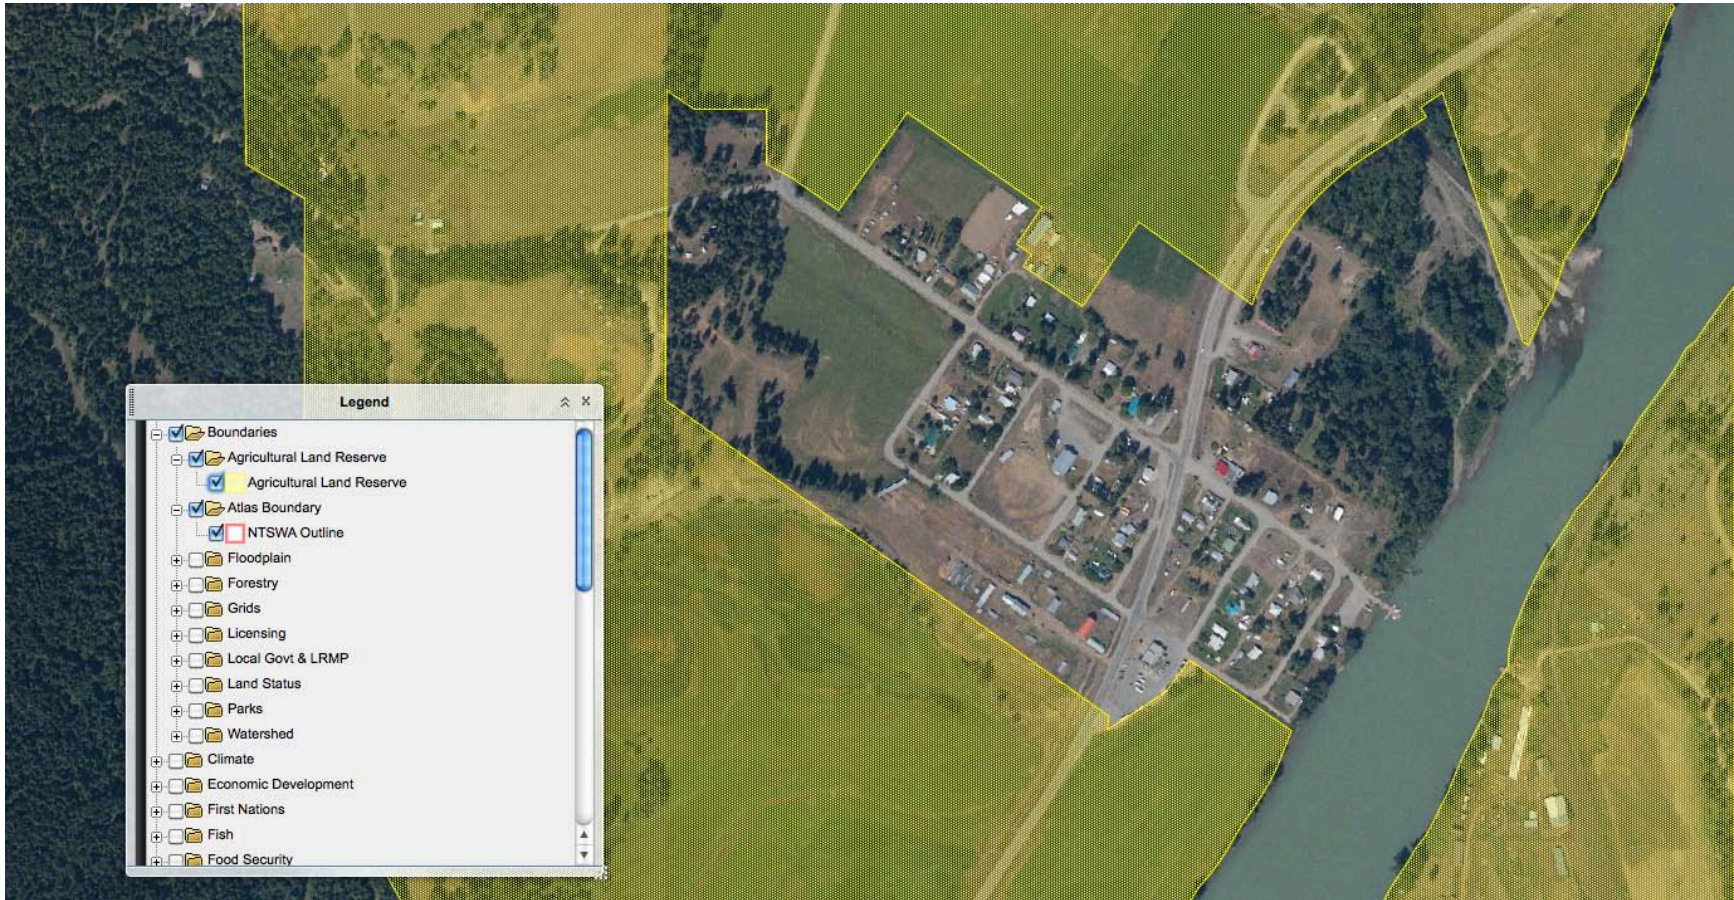 Legend
Boundaries
Agricultural Land Reserve
Agricultural Land Reserve
Atlas Boundary
NTSWA Outline
Floodplain
Forestry
Grids
Licensing
Local Govt & LRMP
Land Status
Parks
Watershed
Climate
Economic Development
First Nations
Fish
Food Security